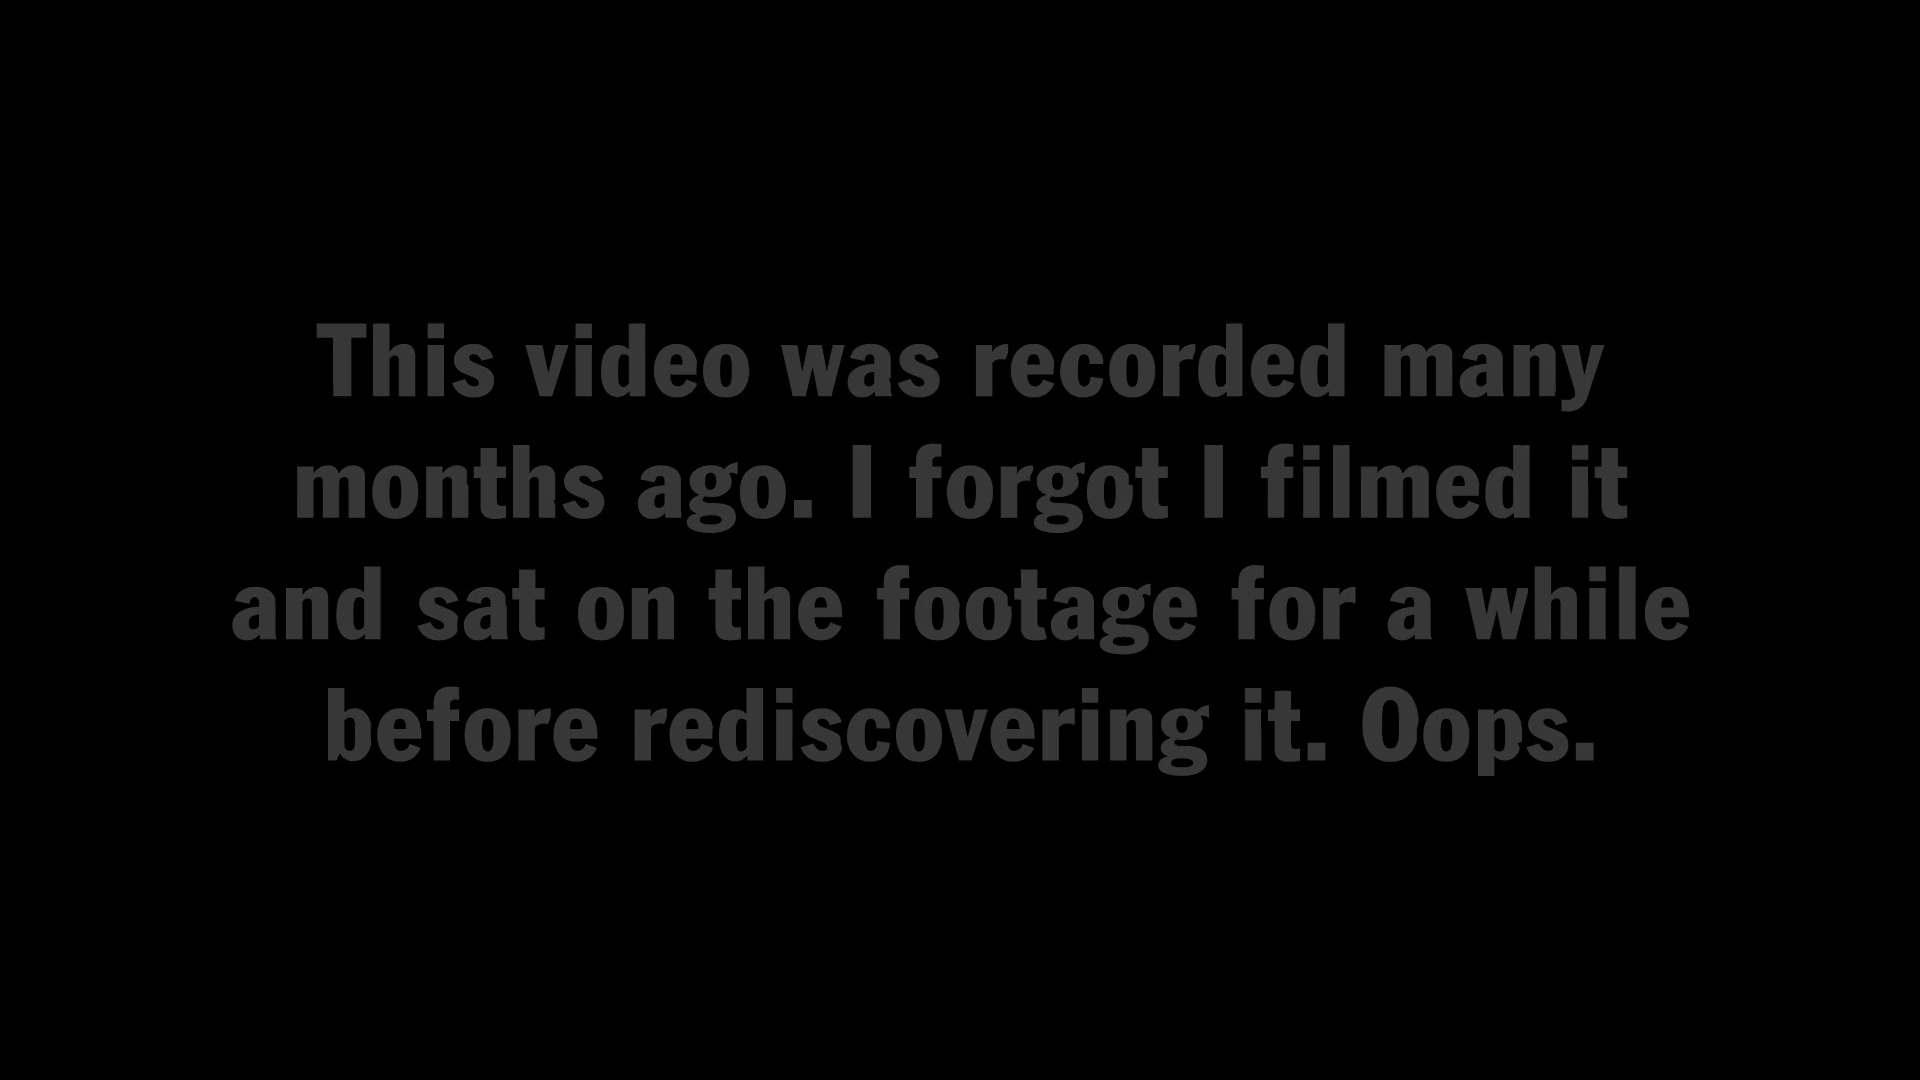 This video was recorded many
months ago. I forgot I filmed it
and sat on the footage for a while
before rediscovering it. Oops.